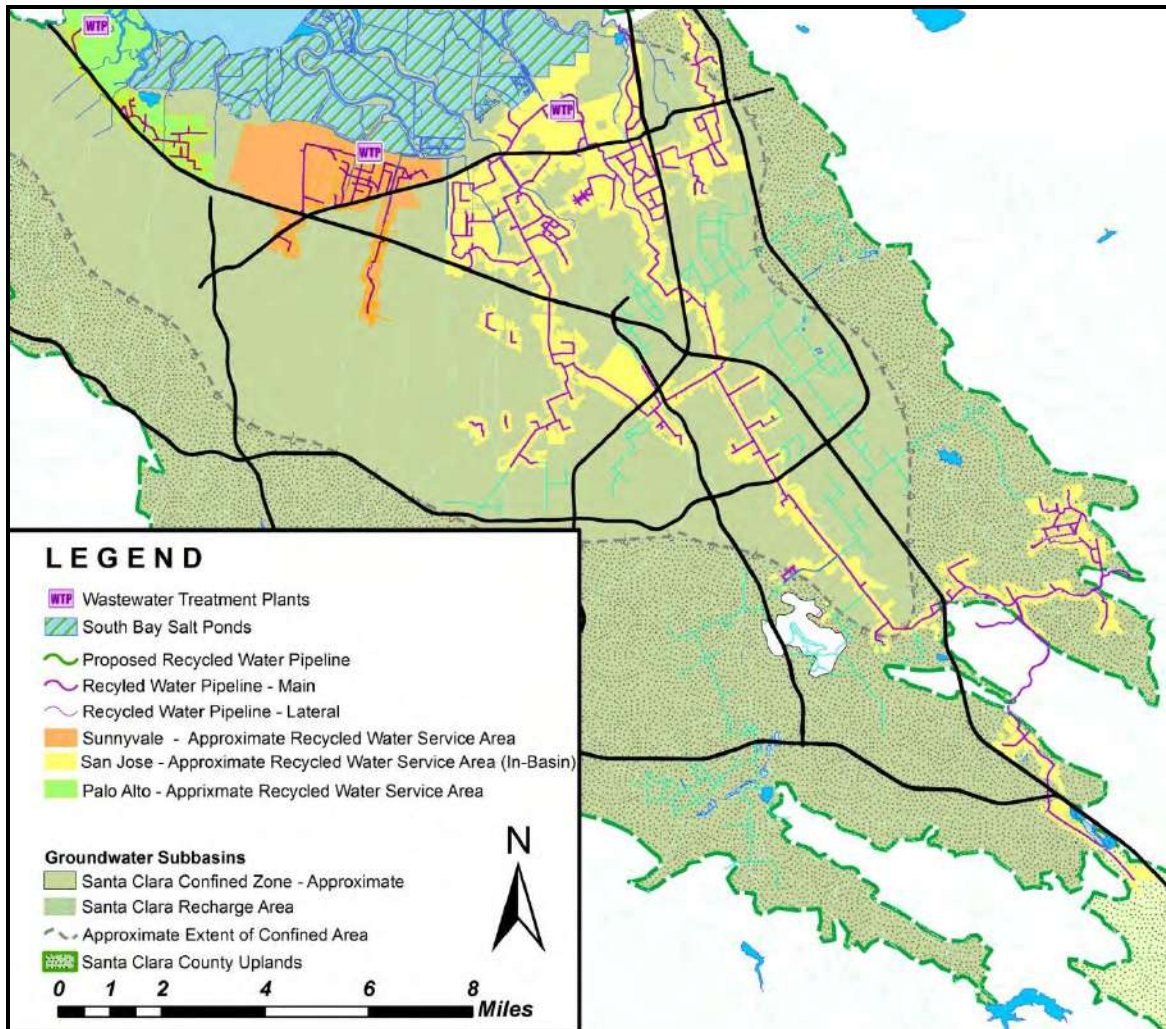 WTP
WTP
WTP
LEGEND
WTP Wastewater Treatment Plants
South Bay Salt Ponds
Proposed Recycled Water Pipeline
Recyled Water Pipeline - Main
Recycled Water Pipeline - Lateral
Sunnyvale - Approximate Recycled Water Service Area
San Jose - Approximate Recycled Water Service Area (In-Basin)
Palo Alto - Apprixmate Recycled Water Service Area
Groundwater Subbasins
Santa Clara Confined Zone - Approximate
Santa Clara Recharge Area
Approximate Extent of Confined Area
Santa Clara County Uplands
N
0 1 2 4 6 8
Miles